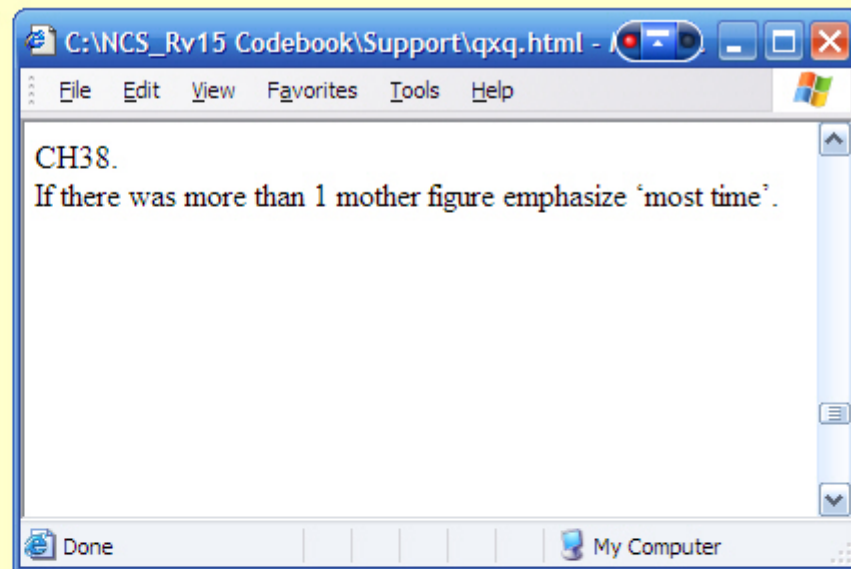 C:\NCS_Rv15 Codebook\Support\qxq.html -
File Edit View Favorites Tools Help
CH38.
If there was more than 1 mother figure emphasize ‘most time’.
Done My Computer